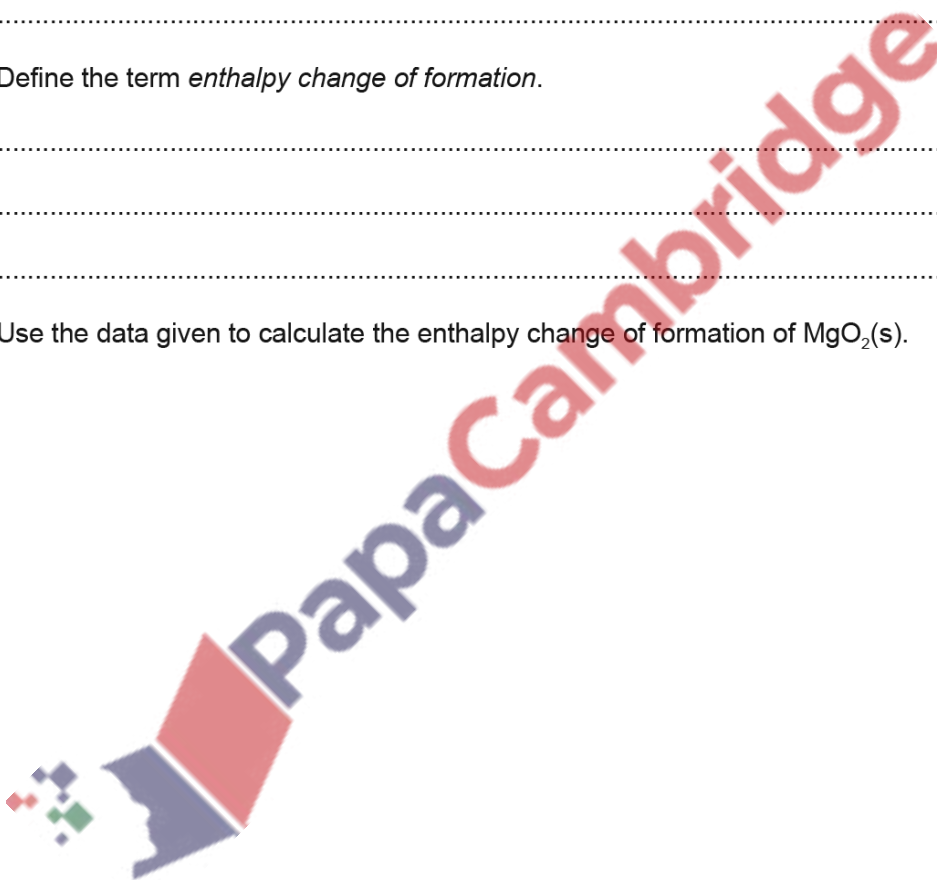 Define the term enthalpy change of formation.
Use the data given to calculate the enthalpy change of formation of MgO₂(s).
PapaCambridge